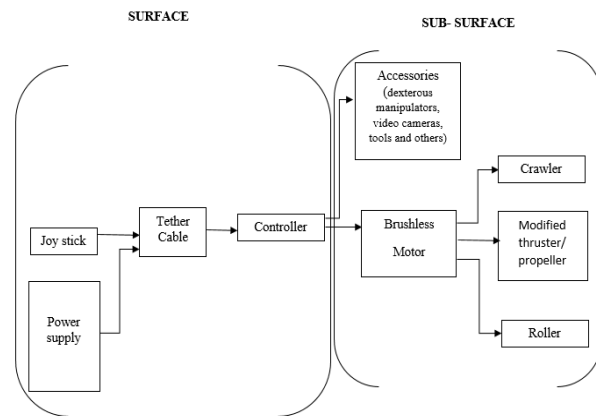 SURFACE
SUB- SURFACE
Accessories
(dexterous
manipulators,
video cameras,
tools and others)
Crawler
Tether
Cable
Controller
Brushless
Motor
Modified
thruster/
propeller
Joy stick
Power
supply
Roller